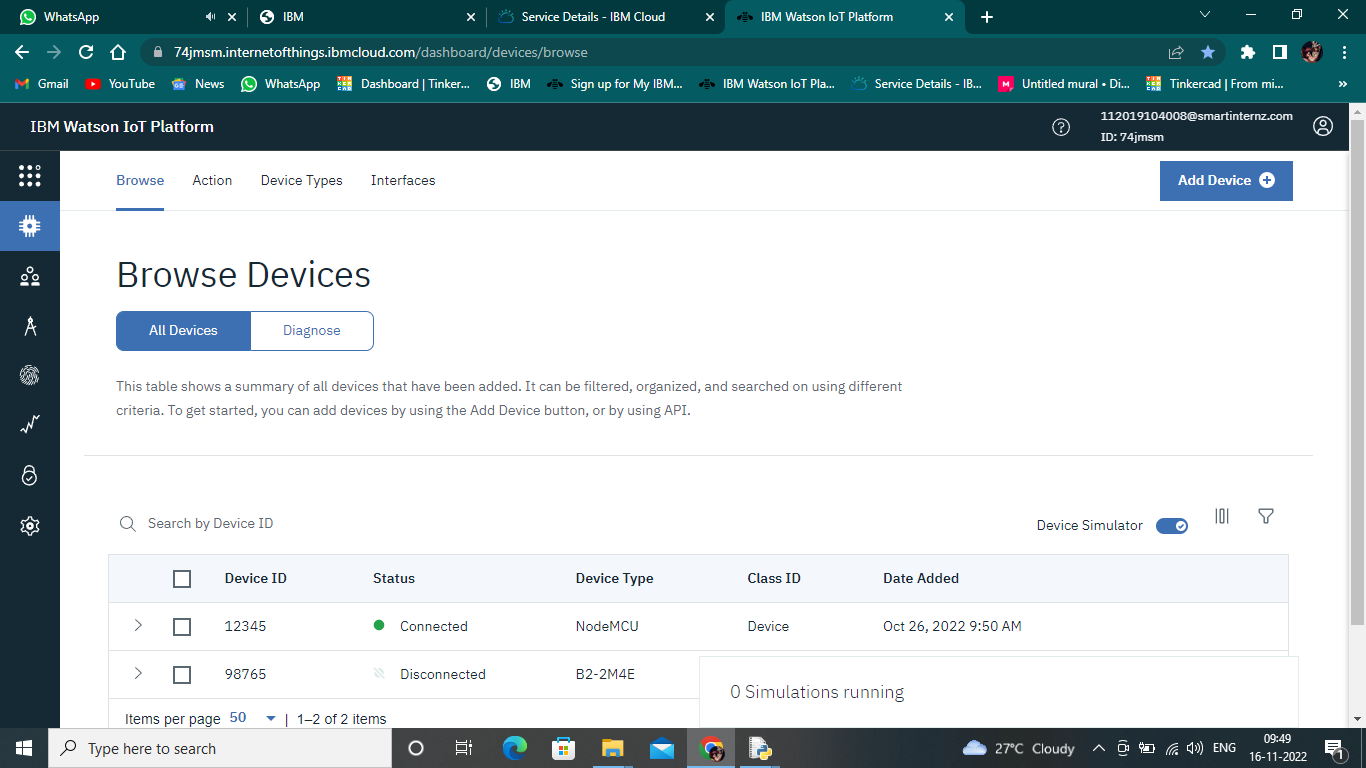 WhatsApp
IBM
Service Details - IBM Cloud
IBM Watson IoT Platform
74jmsm.internetofthings.ibmcloud.com/dashboard/devices/browse
Gmail
YouTube
News
WhatsApp
Dashboard | Tinker...
IBM
Sign up for My IBM...
IBM Watson IoT Pla...
Service Details - IB...
Untitled mural • Di...
Tinkercad | From mi...
»
IBM Watson IoT Platform
112019104008@smartinternz.com
ID: 74jmsm
Browse
Action
Device Types
Interfaces
Add Device
Browse Devices
All Devices
Diagnose
This table shows a summary of all devices that have been added. It can be filtered, organized, and searched on using different
criteria. To get started, you can add devices by using the Add Device button, or by using API.
Search by Device ID
Device Simulator
Device ID Status Device Type Class ID Date Added
12345 Connected NodeMCU Device Oct 26, 2022 9:50 AM
98765 Disconnected B2-2M4E
0 Simulations running
Items per page 50 | 1–2 of 2 items
Type here to search
27°C Cloudy
ENG
09:49
16-11-2022
1